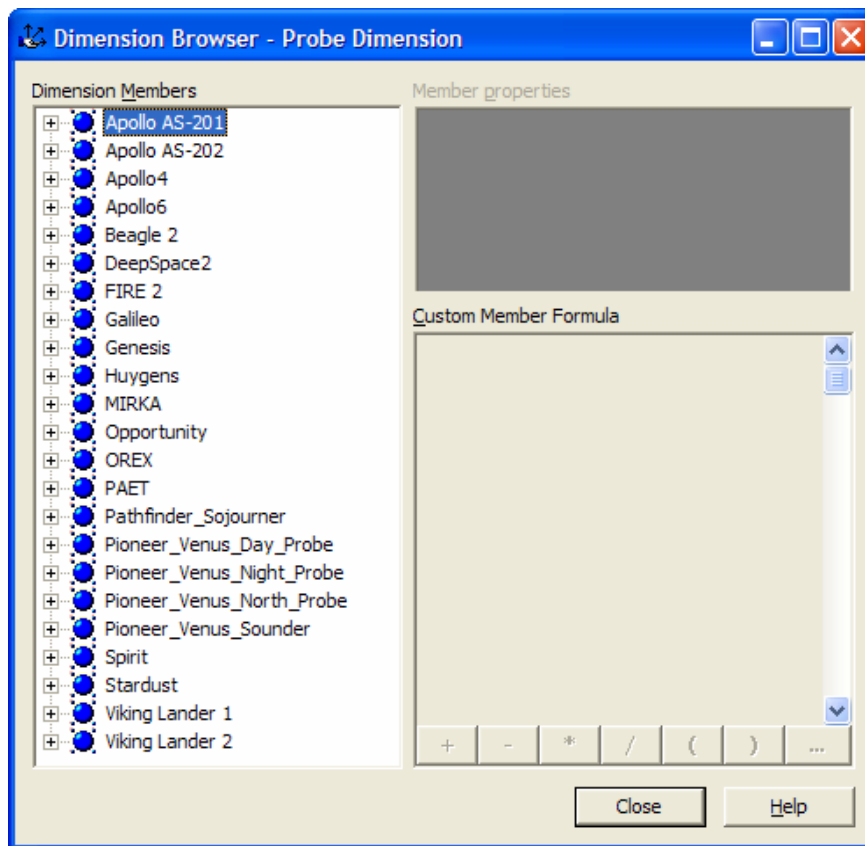 Dimension Browser - Probe Dimension
Dimension Members
Apollo AS-201
Apollo AS-202
Apollo4
Apollo6
Beagle 2
DeepSpace2
FIRE 2
Galileo
Genesis
Huygens
MIRKA
Opportunity
OREX
PAET
Pathfinder_Sojourner
Pioneer_Venus_Day_Probe
Pioneer_Venus_Night_Probe
Pioneer_Venus_North_Probe
Pioneer_Venus_Sounder
Spirit
Stardust
Viking Lander 1
Viking Lander 2
Member properties
Custom Member Formula
+ - * / ( ) ...
Close Help